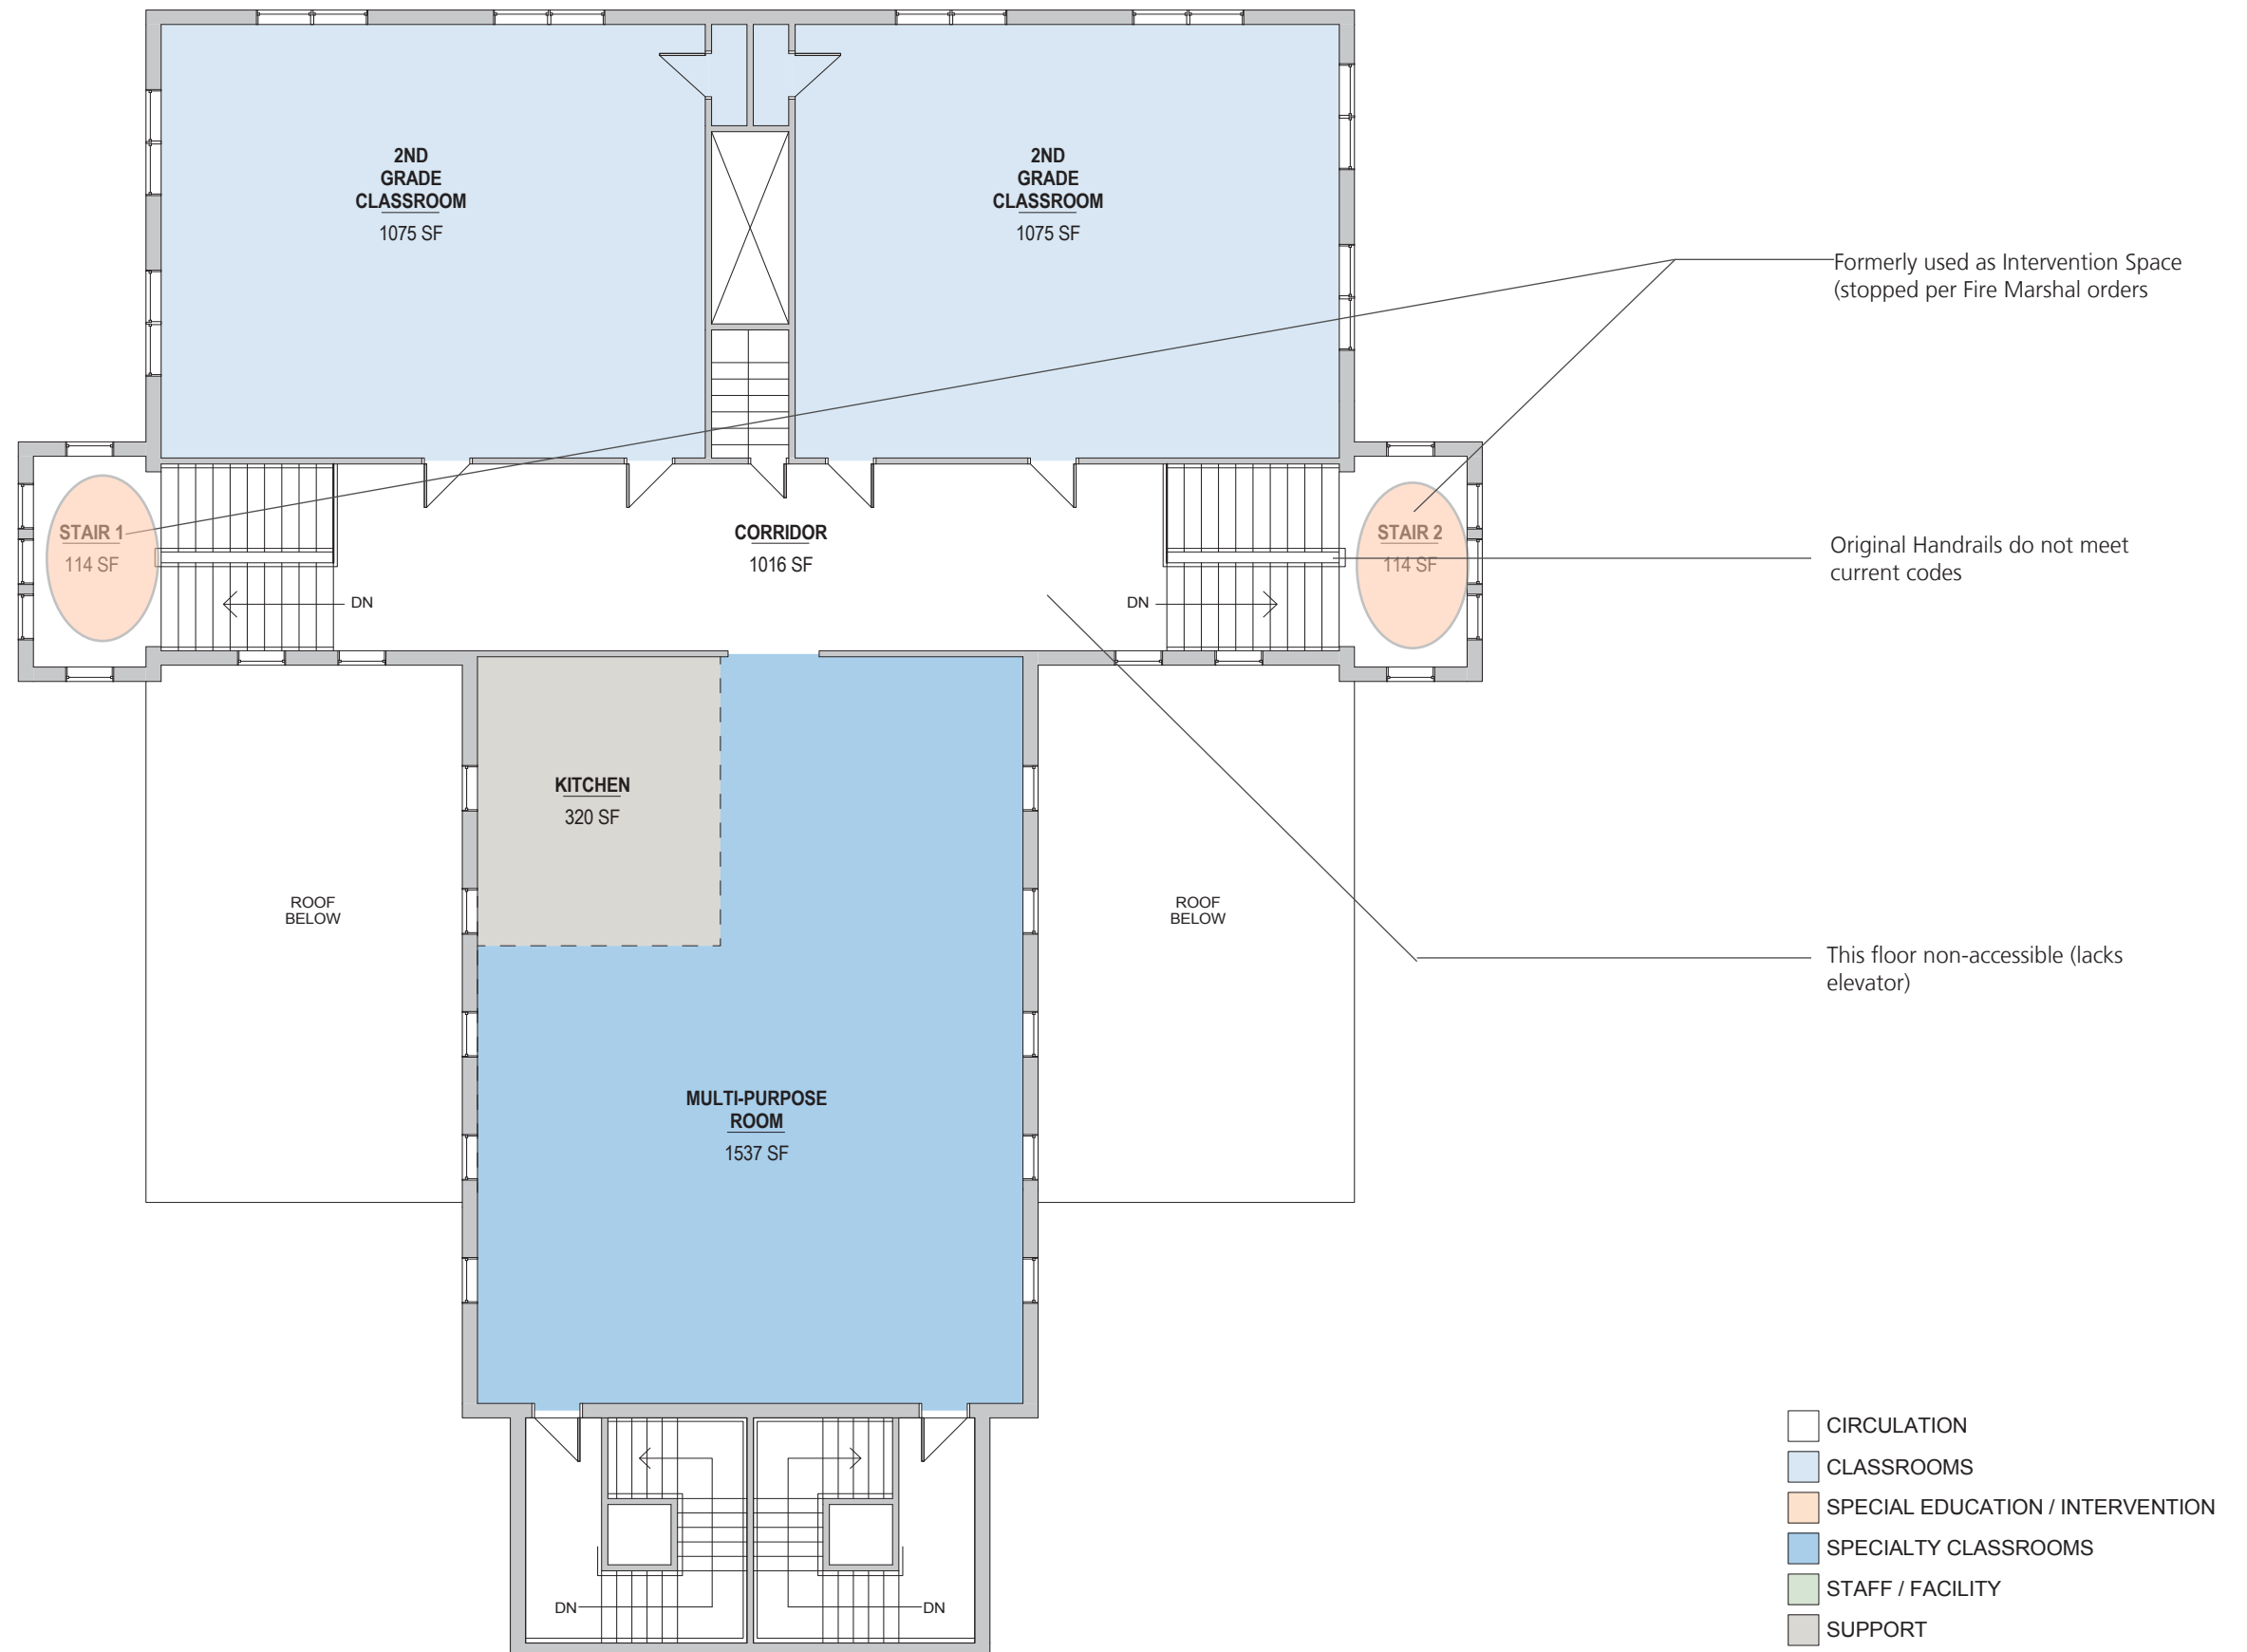 2ND
GRADE
CLASSROOM
1075 SF
2ND
GRADE
CLASSROOM
1075 SF
Formerly used as Intervention Space
(stopped per Fire Marshal orders
STAIR 1
114 SF
CORRIDOR
1016 SF
STAIR 2
114 SF
Original Handrails do not meet
current codes
DN
DN
KITCHEN
320 SF
ROOF
BELOW
ROOF
BELOW
This floor non-accessible (lacks
elevator)
MULTI-PURPOSE
ROOM
1537 SF
DN
DN
CIRCULATION
CLASSROOMS
SPECIAL EDUCATION / INTERVENTION
SPECIALTY CLASSROOMS
STAFF / FACILITY
SUPPORT